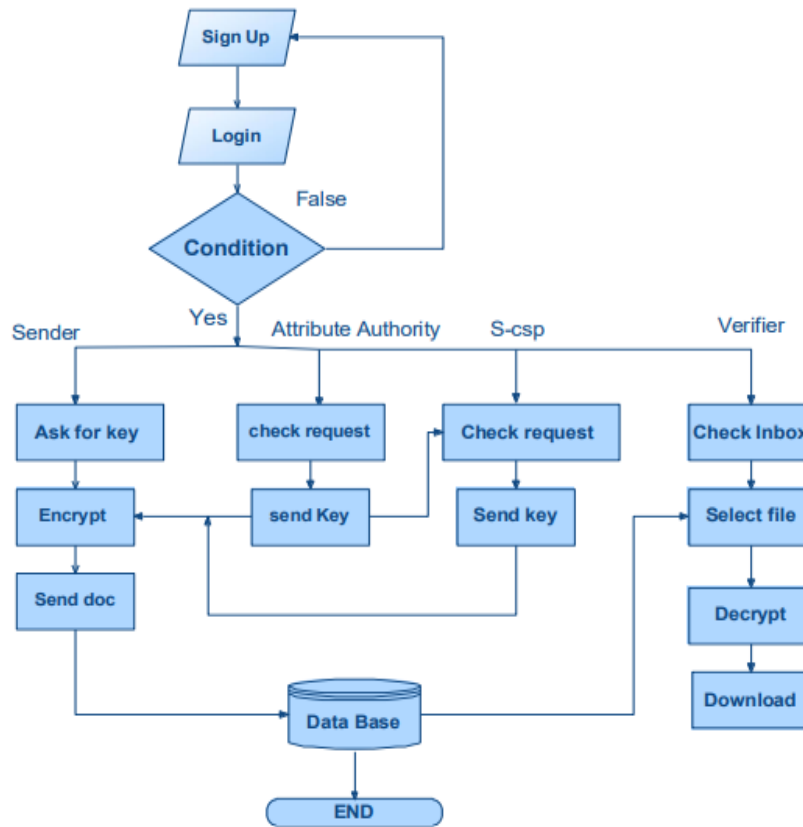 Sign Up
Login
False
Condition
Yes
Sender
Attribute Authority
S-csp
Verifier
Ask for key
check request
Check request
Check Inbox
Encrypt
send Key
Send key
Select file
Send doc
Decrypt
Download
Data Base
END